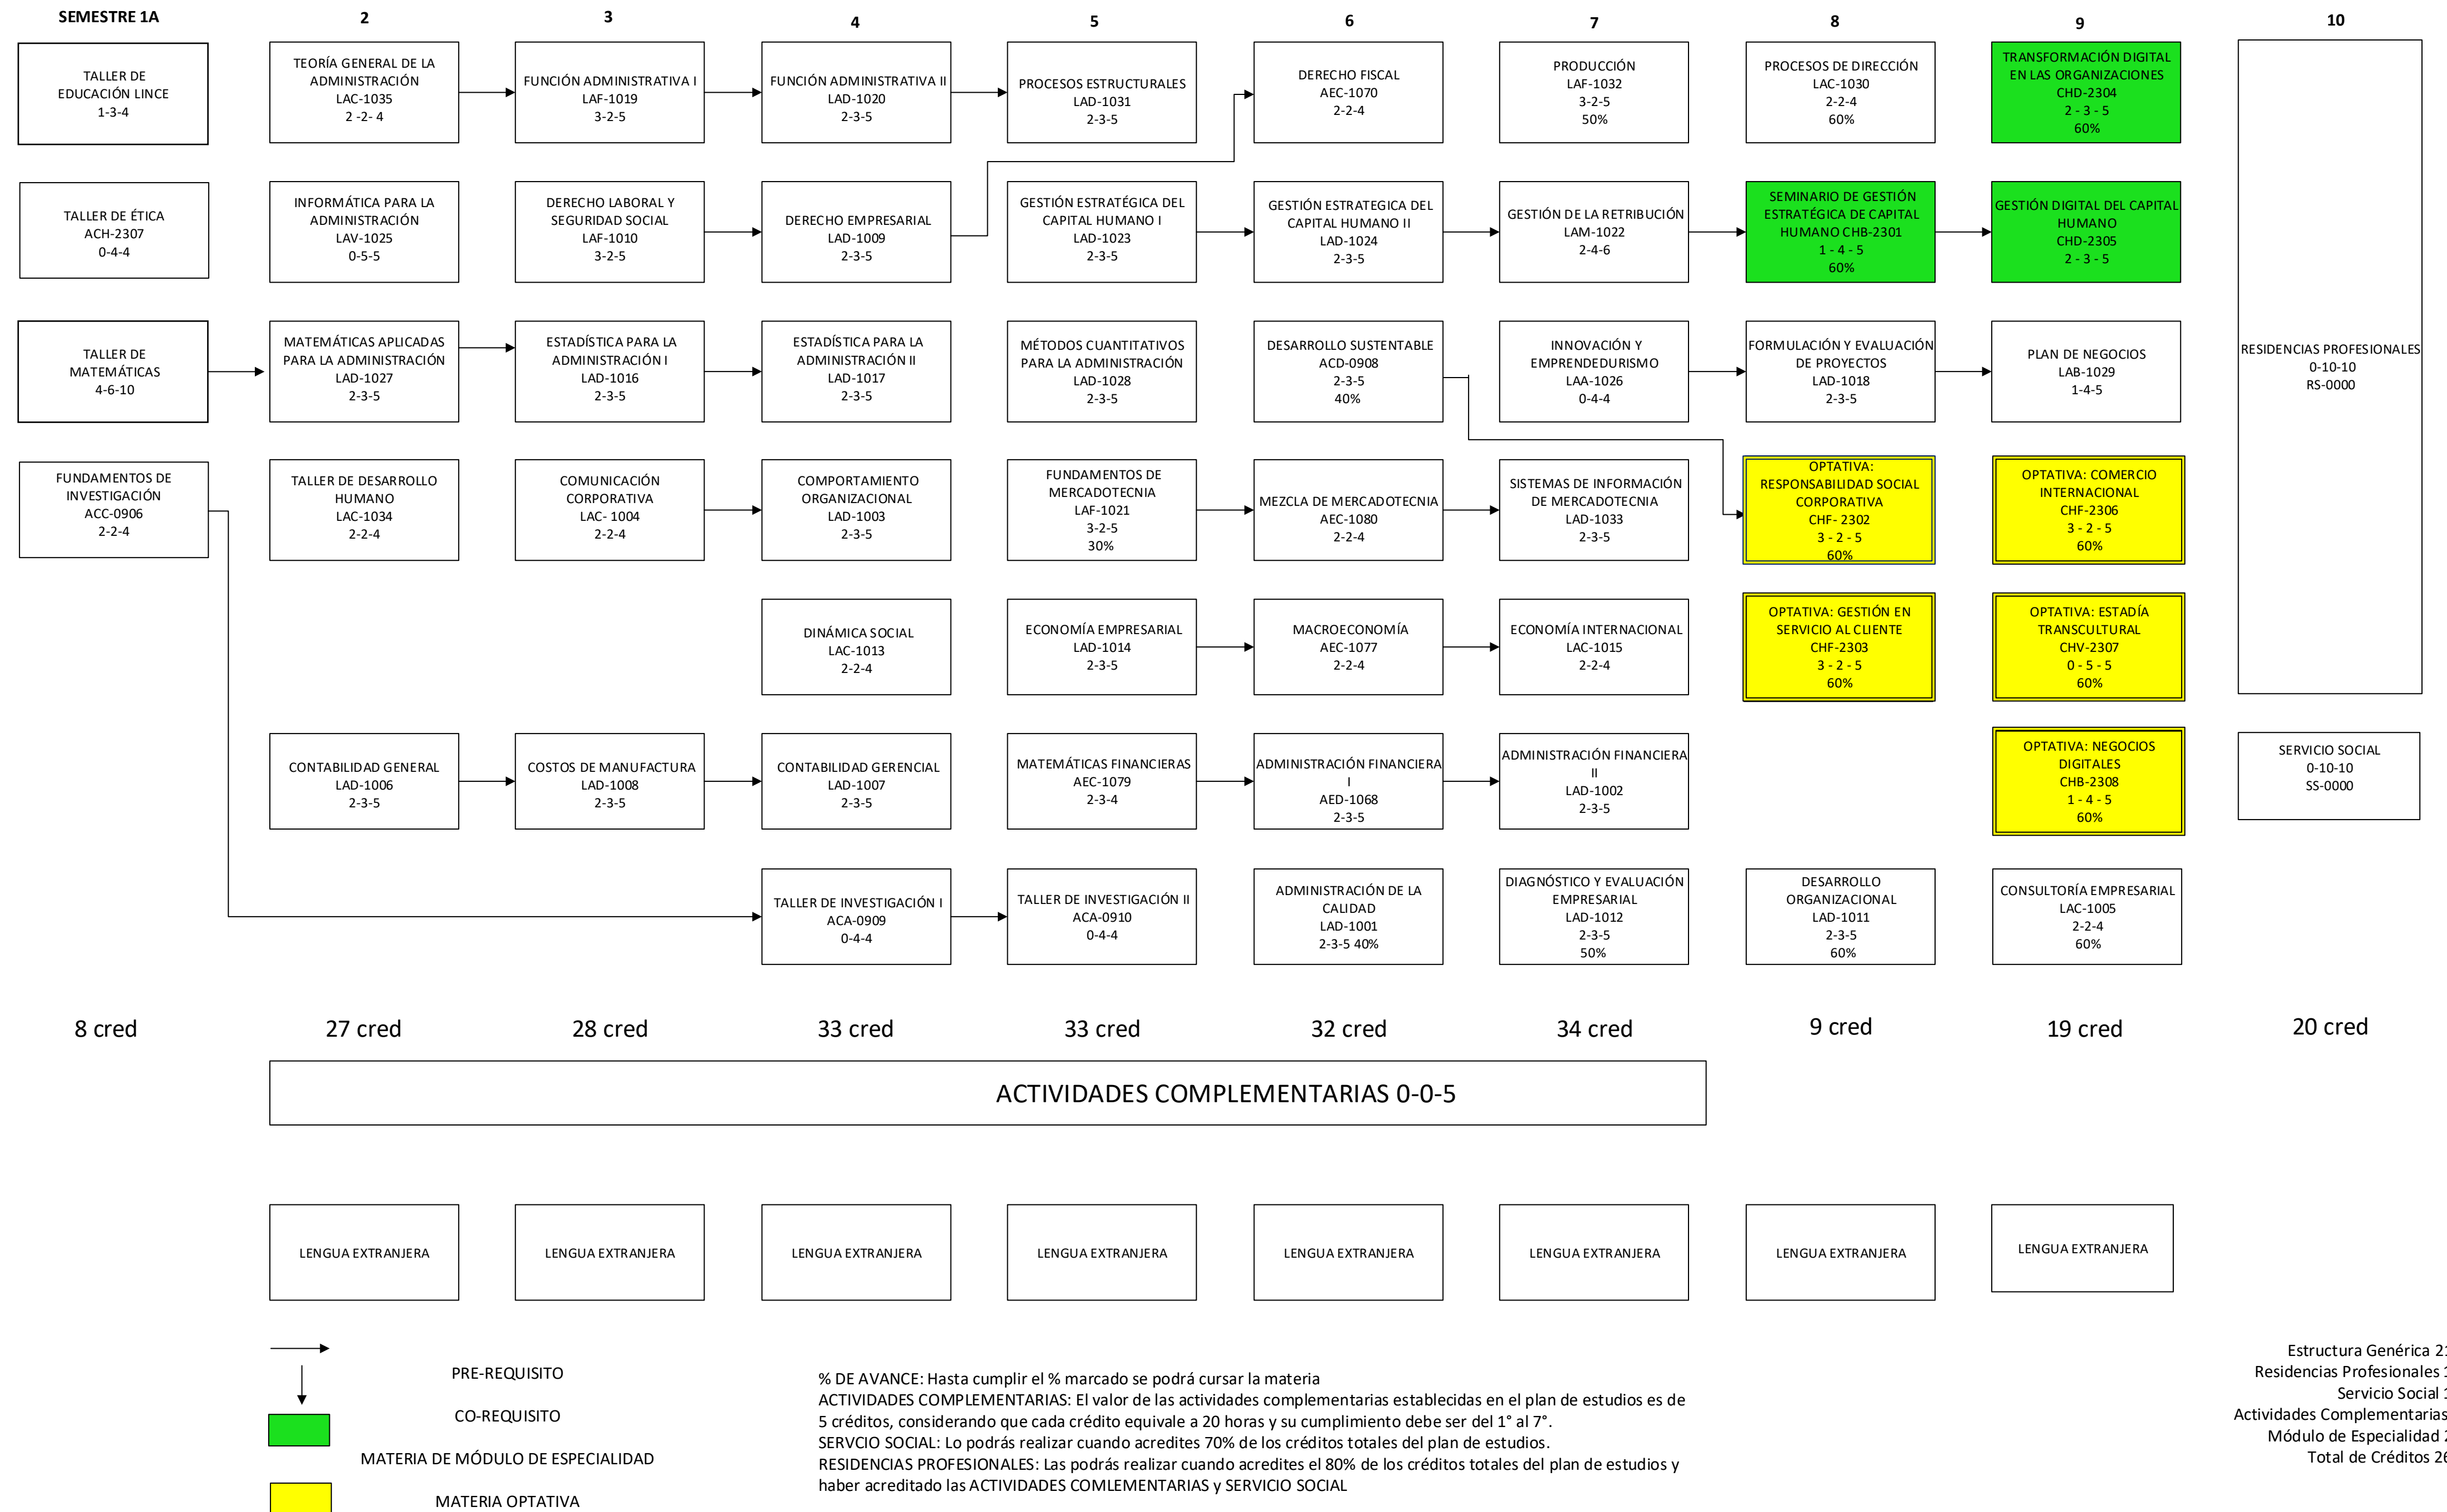 SEMESTRE 1A
2
3
4
5
6
7
8
9
10
TALLER DE
EDUCACIÓN LINCE
1-3-4
TEORÍA GENERAL DE LA
ADMINISTRACIÓN
LAC-1035
2 -2- 4
FUNCIÓN ADMINISTRATIVA I
LAF-1019
3-2-5
FUNCIÓN ADMINISTRATIVA II
LAD-1020
2-3-5
PROCESOS ESTRUCTURALES
LAD-1031
2-3-5
DERECHO FISCAL
AEC-1070
2-2-4
PRODUCCIÓN
LAF-1032
3-2-5
50%
PROCESOS DE DIRECCIÓN
LAC-1030
2-2-4
60%
TRANSFORMACIÓN DIGITAL
EN LAS ORGANIZACIONES
CHD-2304
2 - 3 - 5
60%
TALLER DE ÉTICA
ACH-2307
0-4-4
INFORMÁTICA PARA LA
ADMINISTRACIÓN
LAV-1025
0-5-5
DERECHO LABORAL Y
SEGURIDAD SOCIAL
LAF-1010
3-2-5
DERECHO EMPRESARIAL
LAD-1009
2-3-5
GESTIÓN ESTRATÉGICA DEL
CAPITAL HUMANO I
LAD-1023
2-3-5
GESTIÓN ESTRATEGICA DEL
CAPITAL HUMANO II
LAD-1024
2-3-5
GESTIÓN DE LA RETRIBUCIÓN
LAM-1022
2-4-6
SEMINARIO DE GESTIÓN
ESTRATÉGICA DE CAPITAL
HUMANO CHB-2301
1 - 4 - 5
60%
GESTIÓN DIGITAL DEL CAPITAL
HUMANO
CHD-2305
2 - 3 - 5
TALLER DE
MATEMÁTICAS
4-6-10
MATEMÁTICAS APLICADAS
PARA LA ADMINISTRACIÓN
LAD-1027
2-3-5
ESTADÍSTICA PARA LA
ADMINISTRACIÓN I
LAD-1016
2-3-5
ESTADÍSTICA PARA LA
ADMINISTRACIÓN II
LAD-1017
2-3-5
MÉTODOS CUANTITATIVOS
PARA LA ADMINISTRACIÓN
LAD-1028
2-3-5
DESARROLLO SUSTENTABLE
ACD-0908
2-3-5
40%
INNOVACIÓN Y
EMPRENDEDURISMO
LAA-1026
0-4-4
FORMULACIÓN Y EVALUACIÓN
DE PROYECTOS
LAD-1018
2-3-5
PLAN DE NEGOCIOS
LAB-1029
1-4-5
RESIDENCIAS PROFESIONALES
0-10-10
RS-0000
FUNDAMENTOS DE
INVESTIGACIÓN
ACC-0906
2-2-4
TALLER DE DESARROLLO
HUMANO
LAC-1034
2-2-4
COMUNICACIÓN
CORPORATIVA
LAC- 1004
2-2-4
COMPORTAMIENTO
ORGANIZACIONAL
LAD-1003
2-3-5
FUNDAMENTOS DE
MERCADOTECNIA
LAF-1021
3-2-5
30%
MEZCLA DE MERCADOTECNIA
AEC-1080
2-2-4
SISTEMAS DE INFORMACIÓN
DE MERCADOTECNIA
LAD-1033
2-3-5
OPTATIVA:
RESPONSABILIDAD SOCIAL
CORPORATIVA
CHF- 2302
3 - 2 - 5
60%
OPTATIVA: COMERCIO
INTERNACIONAL
CHF-2306
3 - 2 - 5
60%
DINÁMICA SOCIAL
LAC-1013
2-2-4
ECONOMÍA EMPRESARIAL
LAD-1014
2-3-5
MACROECONOMÍA
AEC-1077
2-2-4
ECONOMÍA INTERNACIONAL
LAC-1015
2-2-4
OPTATIVA: GESTIÓN EN
SERVICIO AL CLIENTE
CHF-2303
3 - 2 - 5
60%
OPTATIVA: ESTADÍA
TRANSCULTURAL
CHV-2307
0 - 5 - 5
60%
CONTABILIDAD GENERAL
LAD-1006
2-3-5
COSTOS DE MANUFACTURA
LAD-1008
2-3-5
CONTABILIDAD GERENCIAL
LAD-1007
2-3-5
MATEMÁTICAS FINANCIERAS
AEC-1079
2-3-4
ADMINISTRACIÓN FINANCIERA
I
AED-1068
2-3-5
ADMINISTRACIÓN FINANCIERA
II
LAD-1002
2-3-5
OPTATIVA: NEGOCIOS
DIGITALES
CHB-2308
1 - 4 - 5
60%
SERVICIO SOCIAL
0-10-10
SS-0000
TALLER DE INVESTIGACIÓN I
ACA-0909
0-4-4
TALLER DE INVESTIGACIÓN II
ACA-0910
0-4-4
ADMINISTRACIÓN DE LA
CALIDAD
LAD-1001
2-3-5 40%
DIAGNÓSTICO Y EVALUACIÓN
EMPRESARIAL
LAD-1012
2-3-5
50%
DESARROLLO
ORGANIZACIONAL
LAD-1011
2-3-5
60%
CONSULTORÍA EMPRESARIAL
LAC-1005
2-2-4
60%
8 cred
27 cred
28 cred
33 cred
33 cred
32 cred
34 cred
9 cred
19 cred
20 cred
ACTIVIDADES COMPLEMENTARIAS 0-0-5
LENGUA EXTRANJERA
LENGUA EXTRANJERA
LENGUA EXTRANJERA
LENGUA EXTRANJERA
LENGUA EXTRANJERA
LENGUA EXTRANJERA
LENGUA EXTRANJERA
LENGUA EXTRANJERA
PRE-REQUISITO
CO-REQUISITO
MATERIA DE MÓDULO DE ESPECIALIDAD
MATERIA OPTATIVA
% DE AVANCE: Hasta cumplir el % marcado se podrá cursar la materia
ACTIVIDADES COMPLEMENTARIAS: El valor de las actividades complementarias establecidas en el plan de estudios es de
5 créditos, considerando que cada crédito equivale a 20 horas y su cumplimiento debe ser del 1° al 7°.
SERVCIO SOCIAL: Lo podrás realizar cuando acredites 70% de los créditos totales del plan de estudios.
RESIDENCIAS PROFESIONALES: Las podrás realizar cuando acredites el 80% de los créditos totales del plan de estudios y
haber acreditado las ACTIVIDADES COMLEMENTARIAS y SERVICIO SOCIAL
Estructura Genérica
Residencias Profesionales
Servicio Social
Actividades Complementarias
Módulo de Especialidad
Total de Créditos